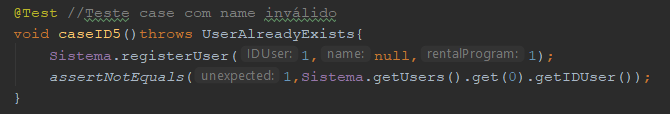 @Test //Teste case com name inválido
void caseID5()throws UserAlreadyExists{
Sistema.registerUser( IDUser: 1, name: null, rentalProgram: 1);
assertNotEquals( unexpected: 1,Sistema.getUsers().get(0).getIDUser());
}